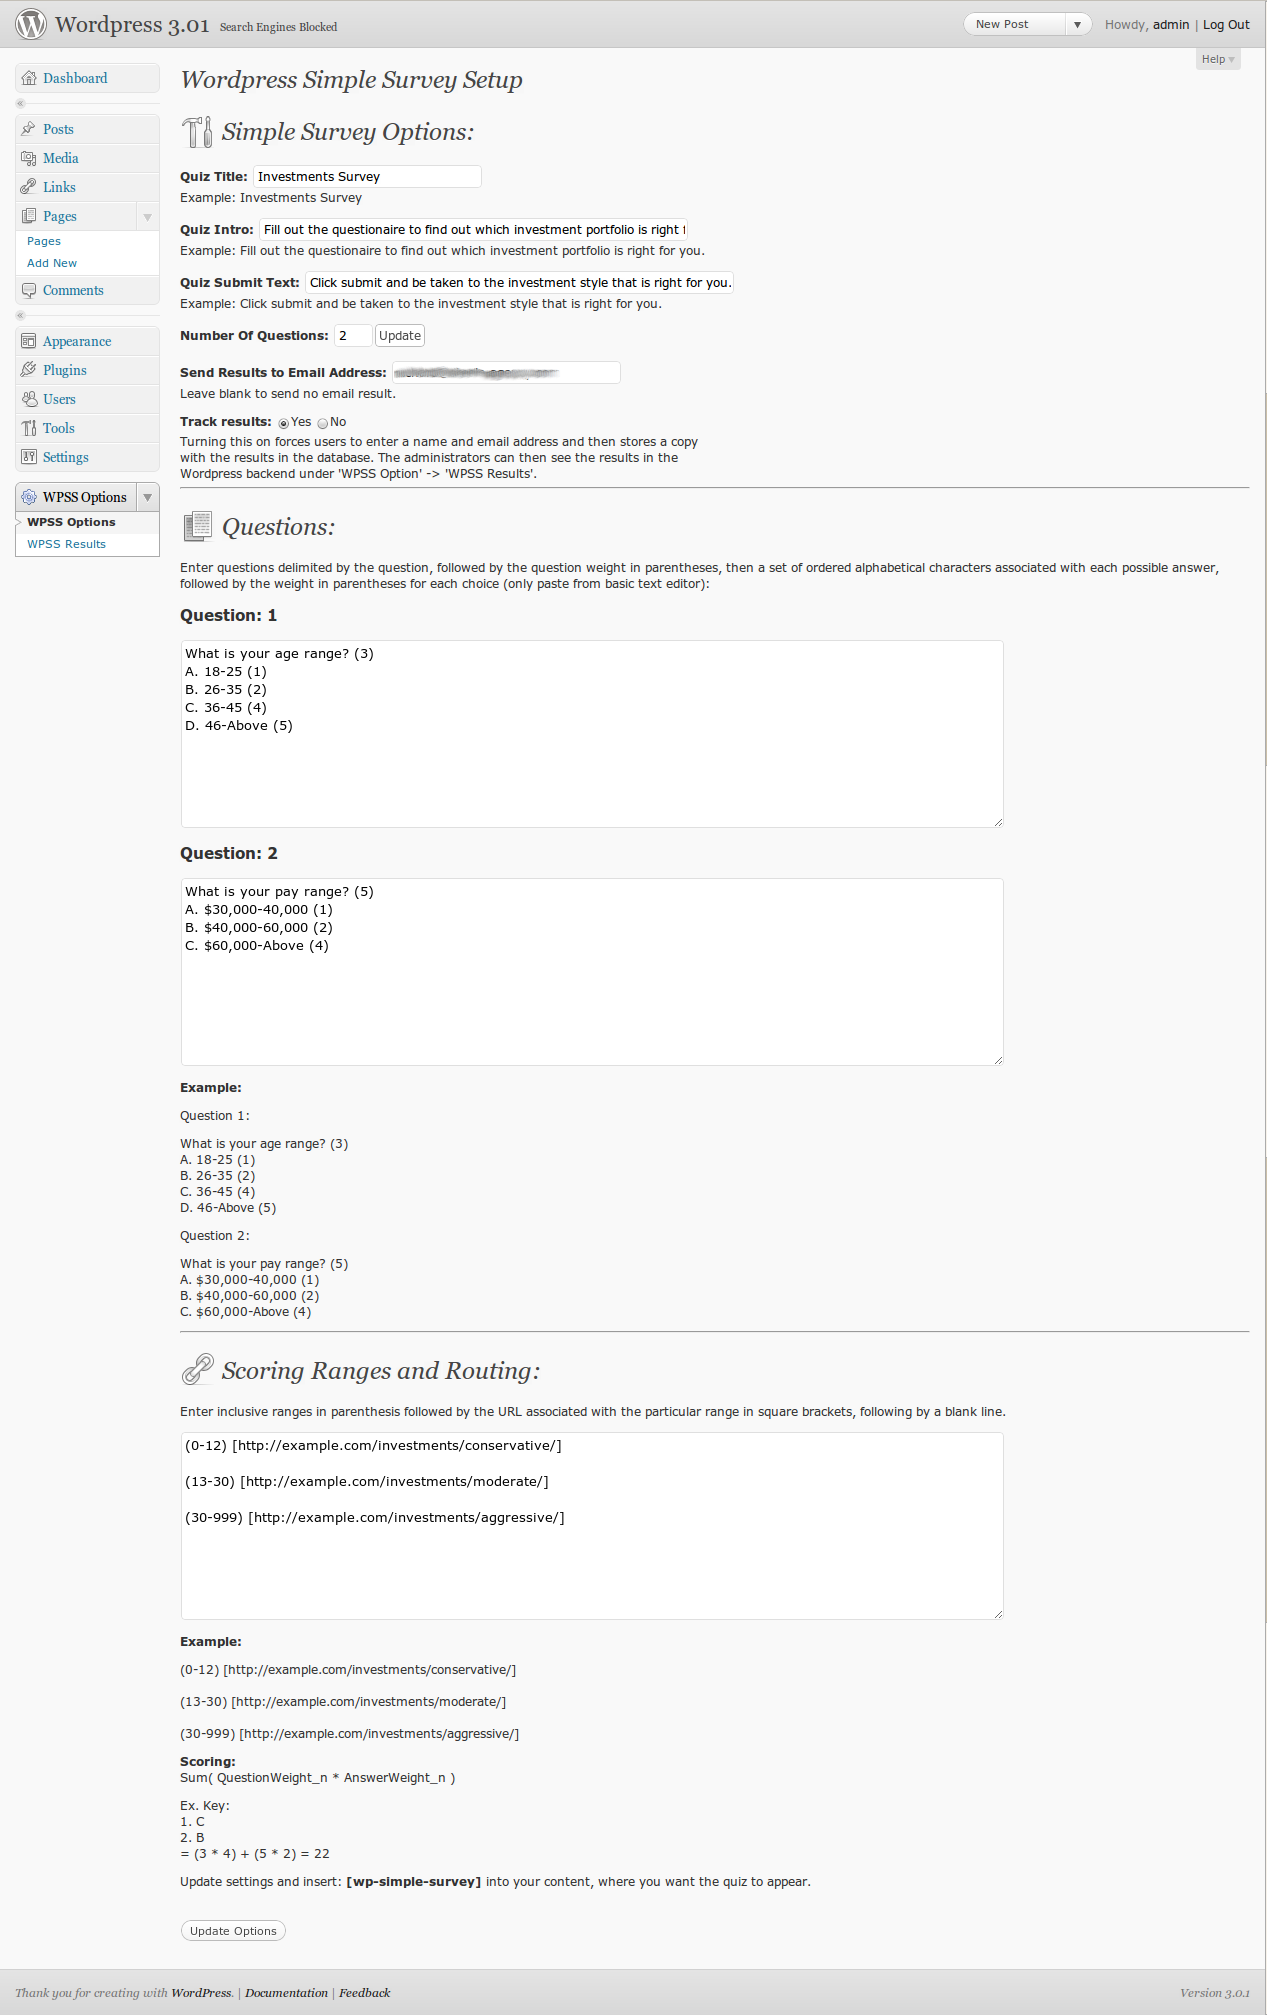 Wordpress 3.01 Search Engines Blocked
New Post
Howdy, admin | Log Out
Help
Dashboard
Posts
Media
Links
Pages
Pages
Add New
Comments
Appearance
Plugins
Users
Tools
Settings
WPSS Options
WPSS Options
WPSS Results
Wordpress Simple Survey Setup
Simple Survey Options:
Quiz Title: Investments Survey
Example: Investments Survey
Quiz Intro: Fill out the questionaire to find out which investment portfolio is right
Example: Fill out the questionaire to find out which investment portfolio is right for you.
Quiz Submit Text: Click submit and be taken to the investment style that is right for you.
Example: Click submit and be taken to the investment style that is right for you.
Number Of Questions: 2 Update
Send Results to Email Address:
Leave blank to send no email result.
Track results: Yes No
Turning this on forces users to enter a name and email address and then stores a copy
with the results in the database. The administrators can then see the results in the
Wordpress backend under 'WPSS Option' -> 'WPSS Results'.
Questions:
Enter questions delimited by the question, followed by the question weight in parentheses, then a set of ordered alphabetical characters associated with each possible answer,
followed by the weight in parentheses for each choice (only paste from basic text editor):
Question: 1
What is your age range? (3)
A. 18-25 (1)
B. 26-35 (2)
C. 36-45 (4)
D. 46-Above (5)
Question: 2
What is your pay range? (5)
A. $30,000-40,000 (1)
B. $40,000-60,000 (2)
C. $60,000-Above (4)
Example:
Question 1:
What is your age range? (3)
A. 18-25 (1)
B. 26-35 (2)
C. 36-45 (4)
D. 46-Above (5)
Question 2:
What is your pay range? (5)
A. $30,000-40,000 (1)
B. $40,000-60,000 (2)
C. $60,000-Above (4)
Scoring Ranges and Routing:
Enter inclusive ranges in parenthesis followed by the URL associated with the particular range in square brackets, following by a blank line.
(0-12) [http://example.com/investments/conservative/]
(13-30) [http://example.com/investments/moderate/]
(30-999) [http://example.com/investments/aggressive/]
Example:
(0-12) [http://example.com/investments/conservative/]
(13-30) [http://example.com/investments/moderate/]
(30-999) [http://example.com/investments/aggressive/]
Scoring:
Sum( QuestionWeight_n * AnswerWeight_n )
Ex. Key:
1. C
2. B
= (3 * 4) + (5 * 2) = 22
Update settings and insert: [wp-simple-survey] into your content, where you want the quiz to appear.
Update Options
Thank you for creating with WordPress. | Documentation | Feedback
Version 3.0.1